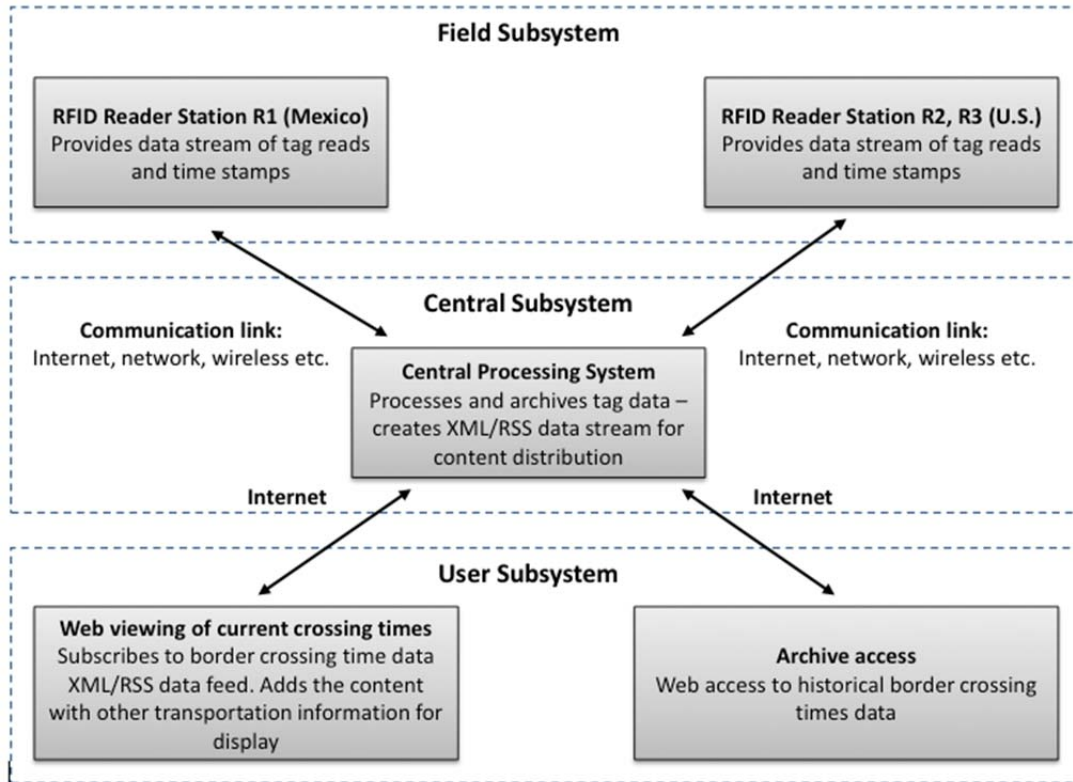 Field Subsystem
RFID Reader Station R1 (Mexico)
Provides data stream of tag reads
and time stamps
RFID Reader Station R2, R3 (U.S.)
Provides data stream of tag reads
and time stamps
Central Subsystem
Communication link:
Internet, network, wireless etc.
Communication link:
Internet, network, wireless etc.
Central Processing System
Processes and archives tag data –
creates XML/RSS data stream for
content distribution
Internet
Internet
User Subsystem
Web viewing of current crossing times
Subscribes to border crossing time data
XML/RSS data feed. Adds the content
with other transportation information for
display
Archive access
Web access to historical border crossing
times data